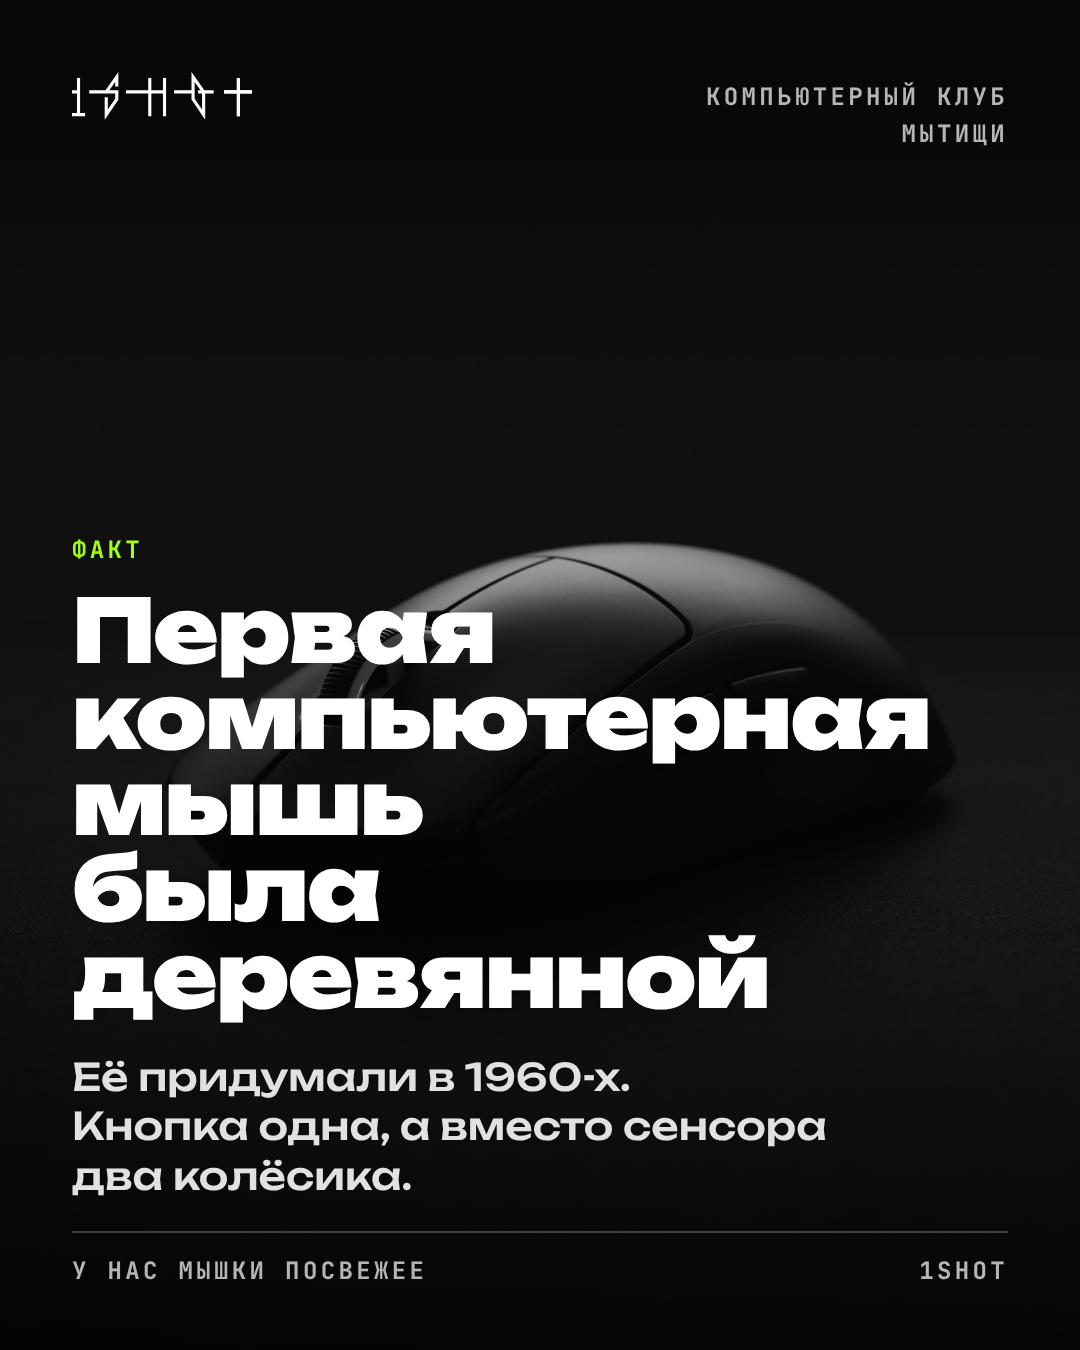 1SHOT
КОМПЬЮТЕРНЫЙ КЛУБ
МЫТИЩИ
ФАКТ
Первая
компьютерная
мышь
была
деревянной
Её придумали в 1960-х.
Кнопка одна, а вместо сенсора
два колёсика.
У НАС МЫШКИ ПОСВЕЖЕЕ
1SHOT